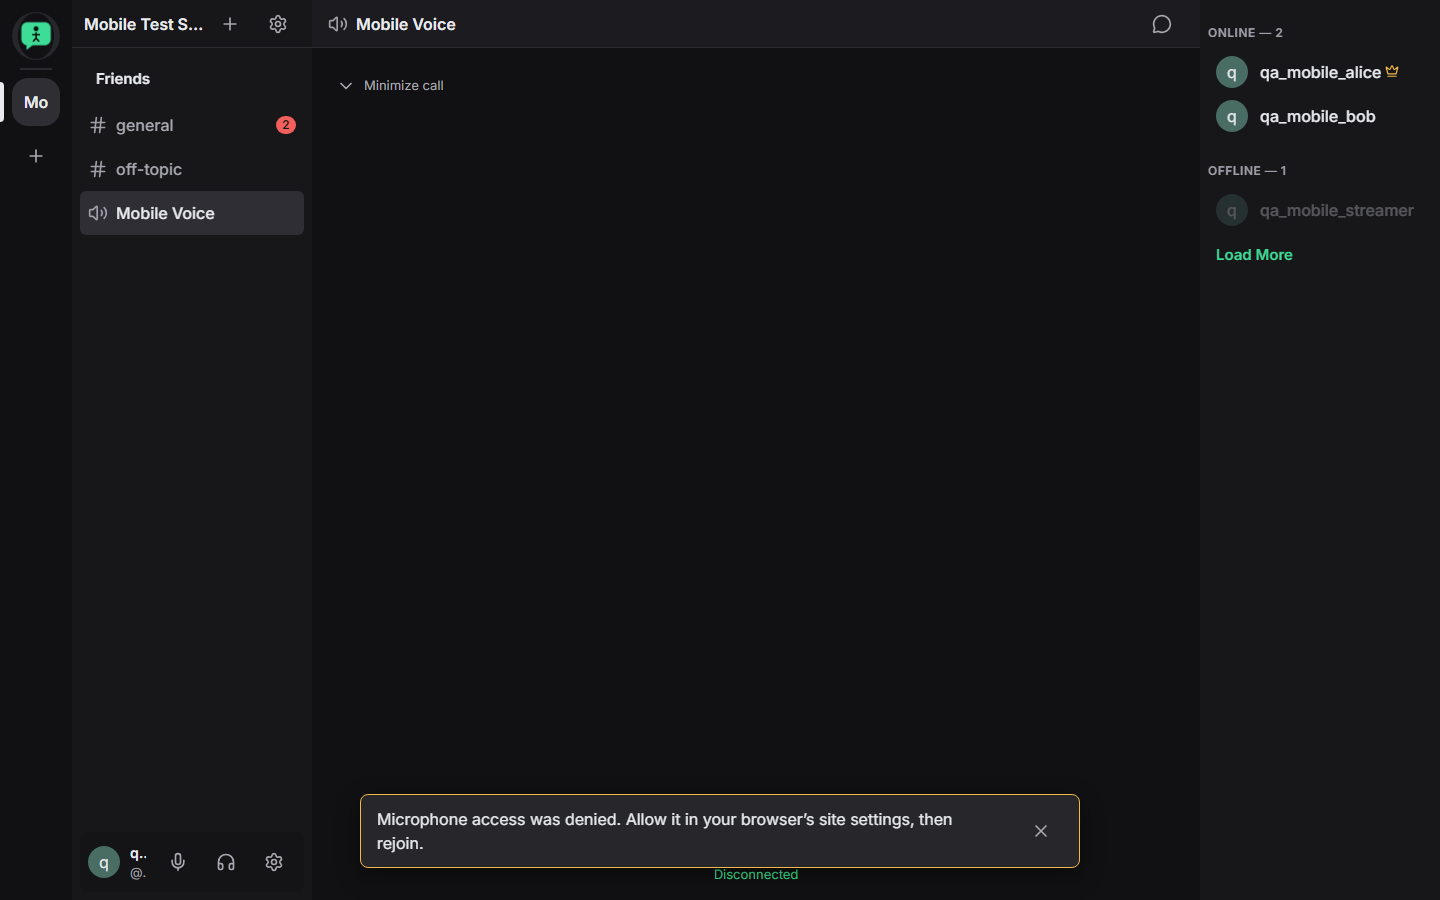 Mobile Test S...
Mobile Voice
ONLINE — 2
Mo
Friends
Minimize call
q
qa_mobile_alice
general
2
q
qa_mobile_bob
off-topic
OFFLINE — 1
Mobile Voice
q
qa_mobile_streamer
Load More
Microphone access was denied. Allow it in your browser’s site settings, then
rejoin.
q
q..
@.
Disconnected